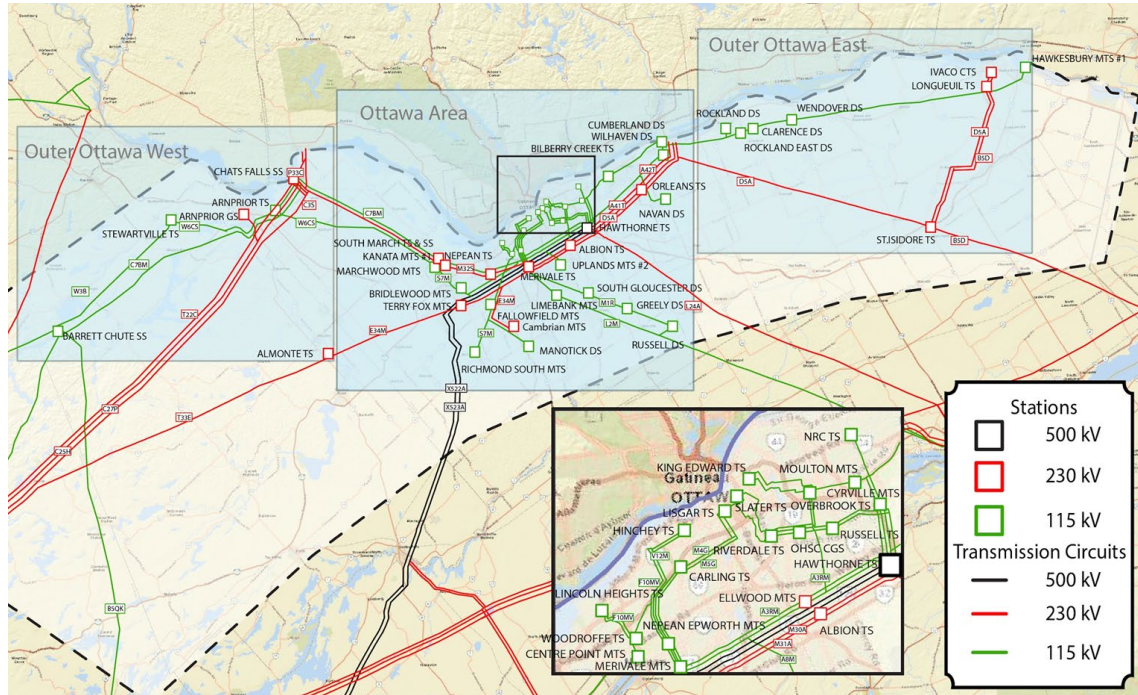 Outer Ottawa East
HAWKESBURY MTS #1
IVACO CTS
LONGUEUIL TS
WENDOVER DS
ROCKLAND DS
CLARENCE DS
ROCKLAND EAST DS
D5A
B5D
D5A
ST.ISIDORE TS
B5D
Ottawa Area
CUMBERLAND DS
WILHAVEN DS
BILBERRY CREEK TS
A42T
ORLEANS TS
A41T
NAVAN DS
D5A
HAWTHORNE TS
ALBION TS
SOUTH MARCH TS & SS
KANATA MTS #1
NEPEAN TS
MARCHWOOD MTS
M32S
MERIVALE TS
UPLANDS MTS #2
S7M
BRIDLEWOOD MTS
TERRY FOX MTS
E34M
SOUTH GLOUCESTER DS
LIMEBANK MTS
M1R
GREELY DS
L24A
FALLOWFIELD MTS
Cambrian MTS
L2M
S7M
MANOTICK DS
RUSSELL DS
RICHMOND SOUTH MTS
X522A
X523A
Outer Ottawa West
CHATS FALLS SS
P33C
C3S
ARNPRIOR TS
ARNPRIOR GS
W6CS
W6CS
C7BM
STEWARTVILLE TS
C7BM
W3B
BARRETT CHUTE SS
T22C
E34M
ALMONTE TS
C27P
T33E
C25H
B5QK
NRC TS
KING EDWARD TS
MOULTON MTS
Gatineau
OTTAWA
CYRVILLE MTS
LISGAR TS
SLATER TS
OVERBROOK TS
HINCHEY TS
RUSSELL TS
RIVERDALE TS
OHSC CGS
V12M
M4G
M5G
HAWTHORNE TS
CARLING TS
F10MV
A3RM
LINCOLN HEIGHTS TS
ELLWOOD MTS
A3RM
F10MV
NEPEAN EPWORTH MTS
M30A
ALBION TS
M31A
WOODROFFE TS
CENTRE POINT MTS
A8M
MERIVALE MTS
Stations
500 kV
230 kV
115 kV
Transmission Circuits
500 kV
230 kV
115 kV